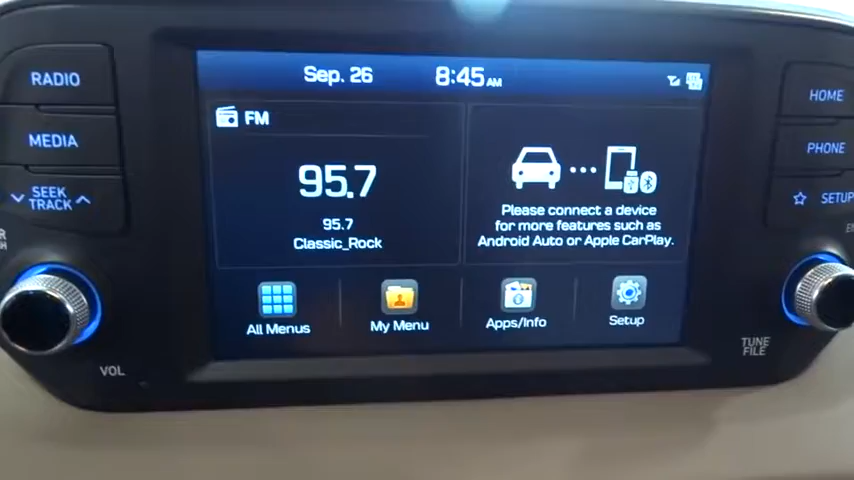 RADIO
MEDIA
SEEK
TRACK
VOL
Sep. 26
8:45 AM
FM
95.7
95.7
Classic_Rock
Please connect a device
for more features such as
Android Auto or Apple CarPlay.
All Menus
My Menu
Apps/Info
Setup
HOME
PHONE
SETUP
TUNE
FILE